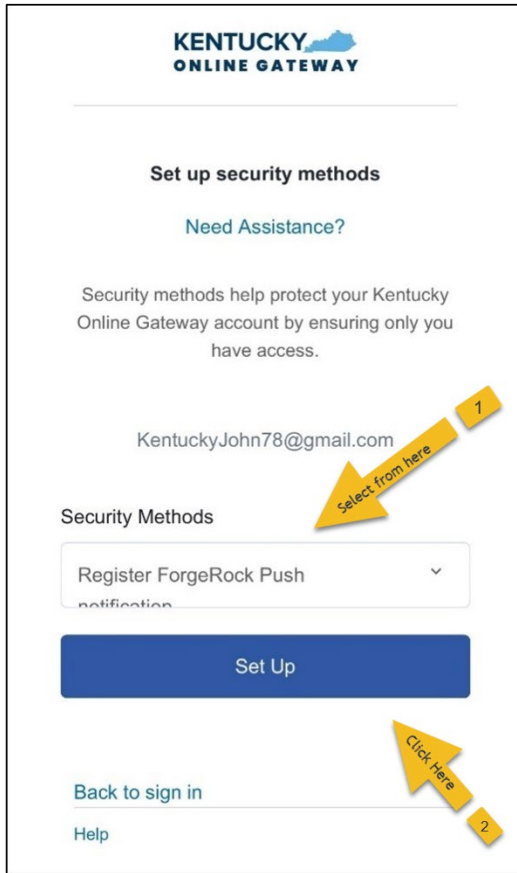 KENTUCKY
ONLINE GATEWAY
Set up security methods
Need Assistance?
Security methods help protect your Kentucky
Online Gateway account by ensuring only you
have access.
1
KentuckyJohn78@gmail.com
Select from here
Security Methods
Register ForgeRock Push
notification
Set Up
Click Here
Back to sign in
2
Help